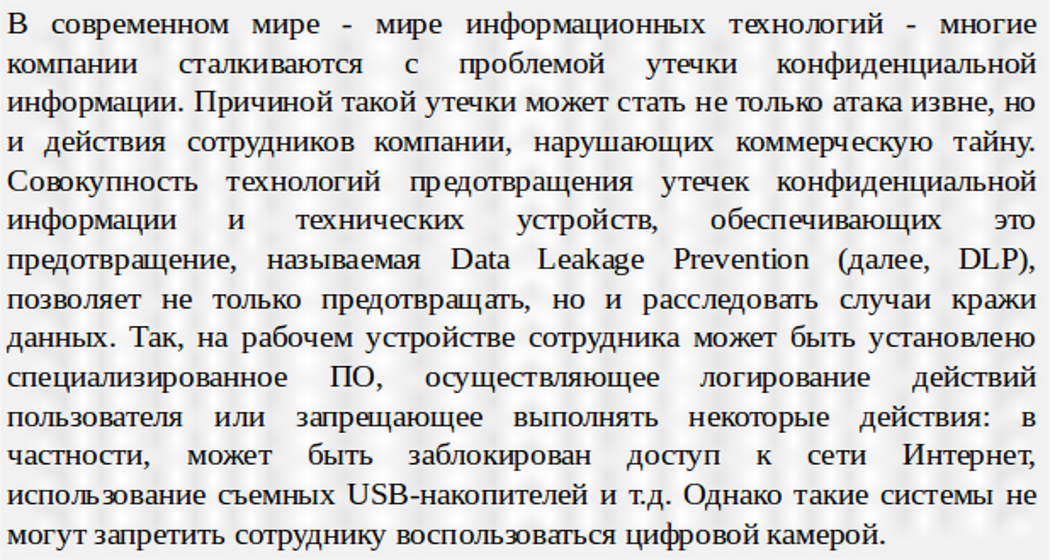 В современном мире - мире информационных технологий - многие
компании сталкиваются с проблемой утечки конфиденциальной
информации. Причиной такой утечки может стать не только атака извне, но
и действия сотрудников компании, нарушающих коммерческую тайну.
Совокупность технологий предотвращения утечек конфиденциальной
информации и технических устройств, обеспечивающих это
предотвращение, называемая Data Leakage Prevention (далее, DLP),
позволяет не только предотвращать, но и расследовать случаи кражи
данных. Так, на рабочем устройстве сотрудника может быть установлено
специализированное ПО, осуществляющее логирование действий
пользователя или запрещающее выполнять некоторые действия: в
частности, может быть заблокирован доступ к сети Интернет,
использование съемных USB-накопителей и т.д. Однако такие системы не
могут запретить сотруднику воспользоваться цифровой камерой.